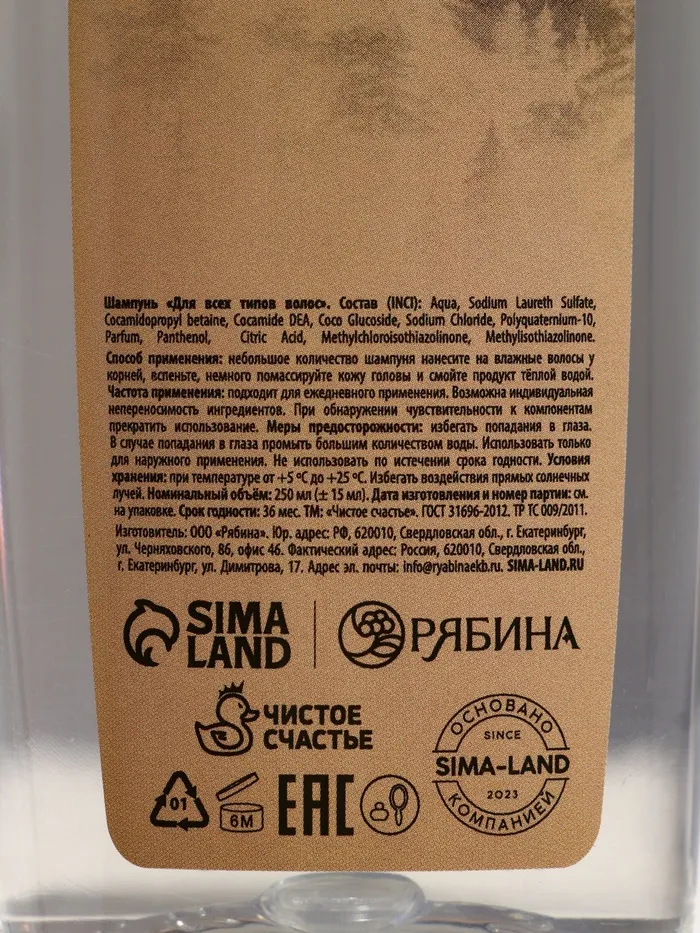 Шампунь «Для всех типов волос». Состав (INCI): Aqua, Sodium Laureth Sulfate,
Cocamidopropyl betaine, Cocamide DEA, Coco Glucoside, Sodium Chloride, Polyquaternium-10,
Parfum, Panthenol, Citric Acid, Methylchloroisothiazolinone, Methylisothiazolinone.
Способ применения: небольшое количество шампуня нанесите на влажные волосы у
корней, вспеньте, немного помассируйте кожу головы и смойте продукт тёплой водой.
Частота применения: подходит для ежедневного применения. Возможна индивидуальная
непереносимость ингредиентов. При обнаружении чувствительности к компонентам
прекратить использование. Меры предосторожности: избегать попадания в глаза.
В случае попадания в глаза промыть большим количеством воды. Использовать только
для наружного применения. Не использовать по истечении срока годности. Условия
хранения: при температуре от +5 ºC до +25 ºC. Избегать воздействия прямых солнечных
лучей. Номинальный объём: 250 мл (± 15 мл). Дата изготовления и номер партии: см.
на упаковке. Срок годности: 36 мес. ТМ: «Чистое счастье». ГОСТ 31696-2012. ТР ТС 009/2011.
Изготовитель: ООО «Рябина». Юр. адрес: РФ, 620010, Свердловская обл., г. Екатеринбург,
ул. Черняховского, 86, офис 46. Фактический адрес: Россия, 620010, Свердловская обл.,
г. Екатеринбург, ул. Димитрова, 17. Адрес эл. почты: info@ryabinaekb.ru. SIMA-LAND.RU
SIMA
LAND
РЯБИНА
ЧИСТОЕ
СЧАСТЬЕ
ОСНОВАНО
SINCE
SIMA-LAND
2023
КОМПАНИЕЙ
01
6M
EAC